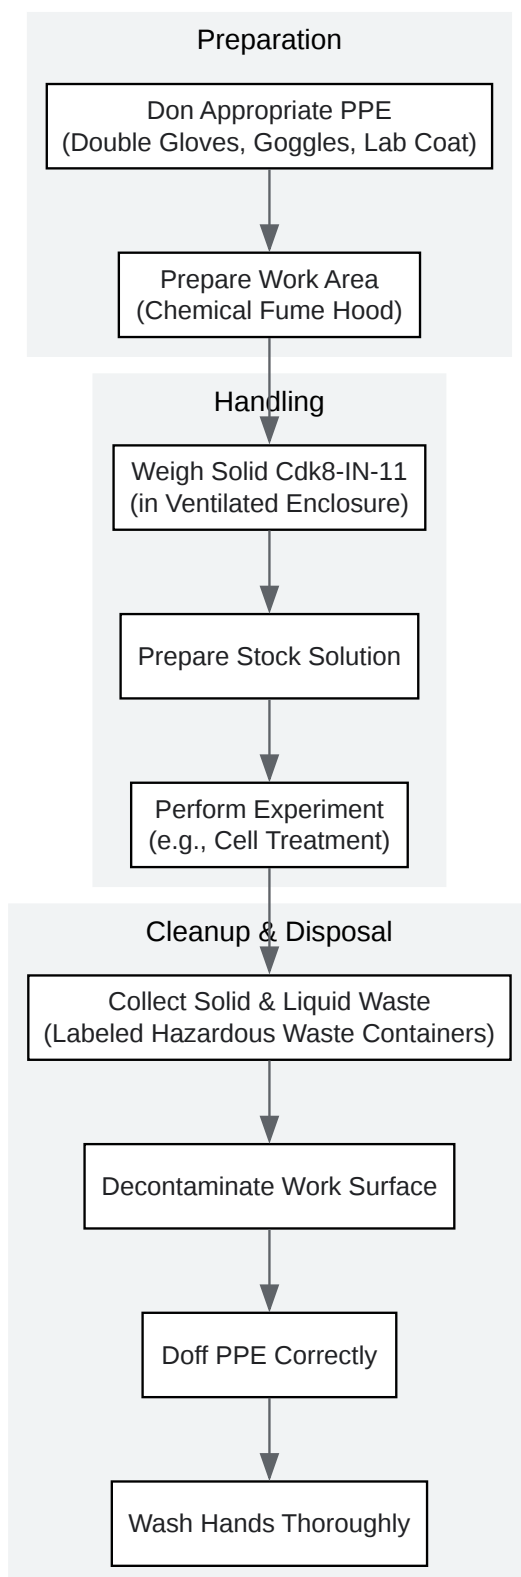 Preparation
Don Appropriate PPE
(Double Gloves, Goggles, Lab Coat)
Prepare Work Area
(Chemical Fume Hood)
Handling
Weigh Solid Cdk8-IN-11
(in Ventilated Enclosure)
Prepare Stock Solution
Perform Experiment
(e.g., Cell Treatment)
Cleanup & Disposal
Collect Solid & Liquid Waste
(Labeled Hazardous Waste Containers)
Decontaminate Work Surface
Doff PPE Correctly
Wash Hands Thoroughly